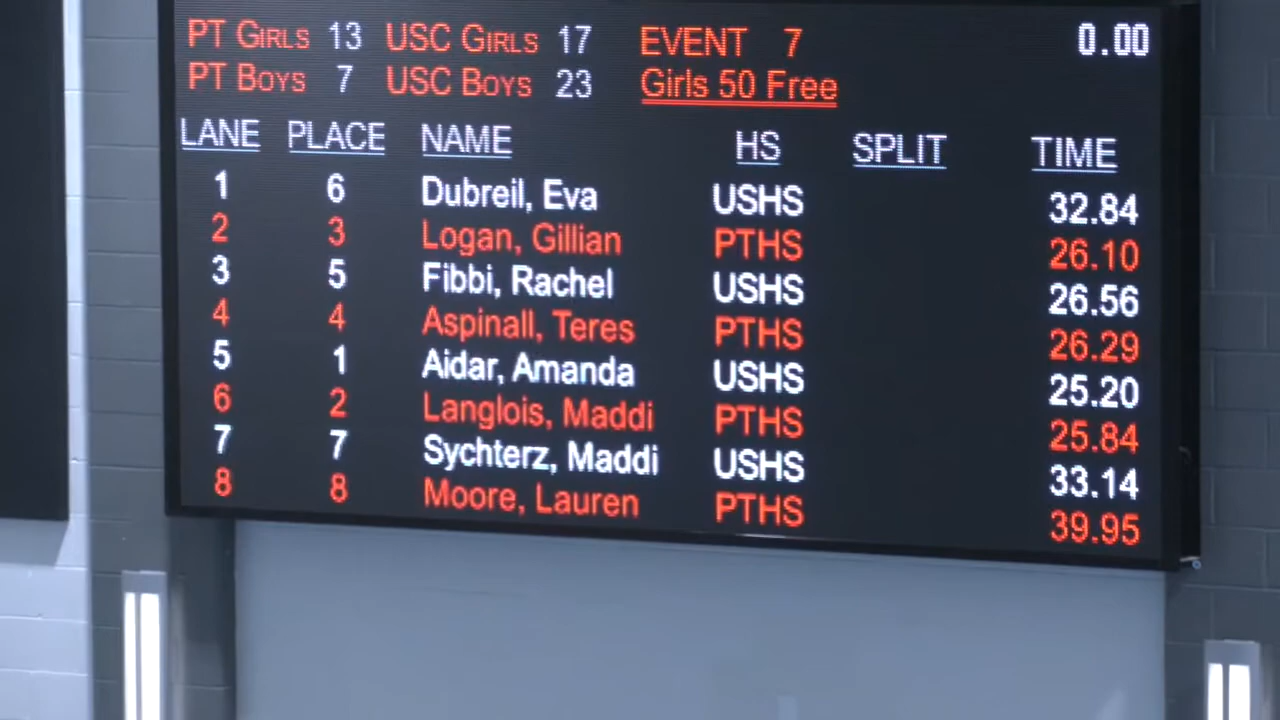 PT GIRLS 13 USC GIRLS 17 EVENT 7 0.00
PT BOYS 7 USC BOYS 23 Girls 50 Free
LANE PLACE NAME HS SPLIT TIME
1 6 Dubreil, Eva USHS 32.84
2 3 Logan, Gillian PTHS 26.10
3 5 Fibbi, Rachel USHS 26.56
4 4 Aspinall, Teres PTHS 26.29
5 1 Aidar, Amanda USHS 25.20
6 2 Langlois, Maddi PTHS 25.84
7 7 Sychterz, Maddi USHS 33.14
8 8 Moore, Lauren PTHS 39.95